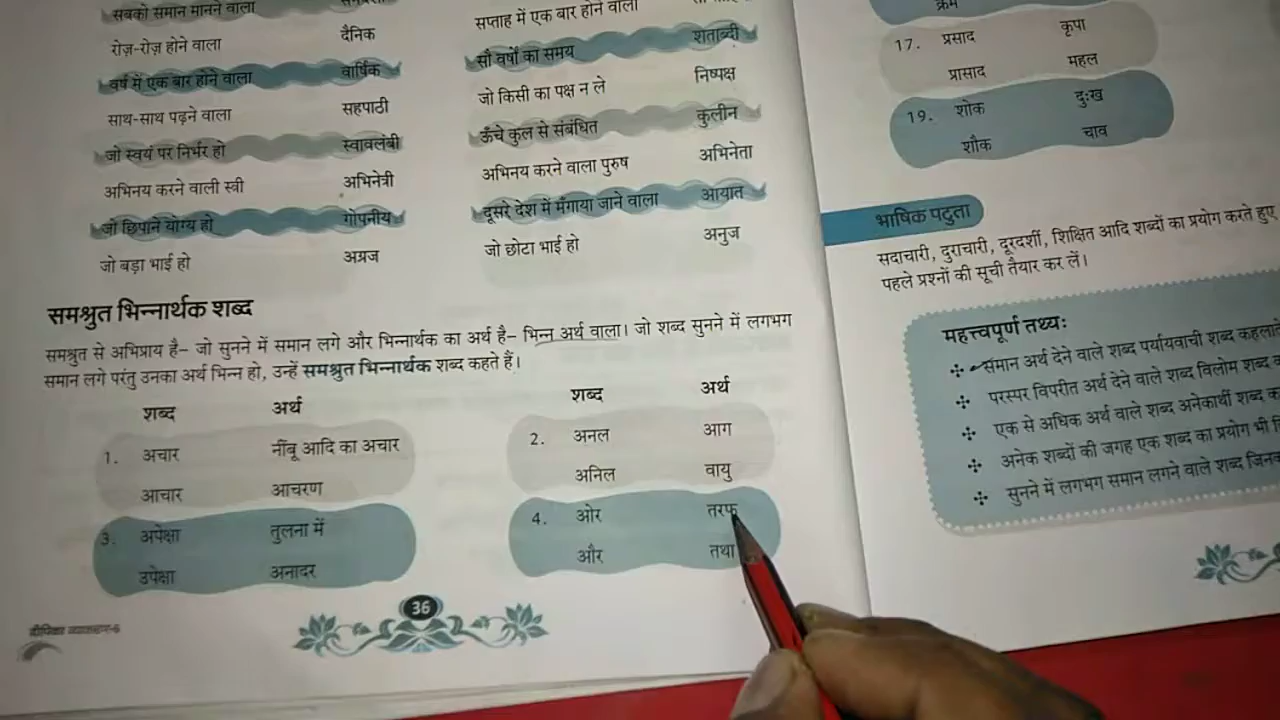 सबको समान मानने वाला
रोज़-रोज़ होने वाला दैनिक
वर्ष में एक बार होने वाला वार्षिक
साथ-साथ पढ़ने वाला सहपाठी
जो स्वयं पर निर्भर हो स्वावलंबी
अभिनय करने वाली स्त्री अभिनेत्री
जो छिपाने योग्य हो गोपनीय
जो बड़ा भाई हो अग्रज
सप्ताह में एक बार होने वाला
सौ वर्षों का समय शताब्दी
जो किसी का पक्ष न ले निष्पक्ष
ऊँचे कुल से संबंधित कुलीन
अभिनय करने वाला पुरुष अभिनेता
दूसरे देश में मँगाया जाने वाला आयात
जो छोटा भाई हो अनुज
समश्रुत भिन्नार्थक शब्द
समश्रुत से अभिप्राय है– जो सुनने में समान लगे और भिन्नार्थक का अर्थ है– भिन्न अर्थ वाला। जो शब्द सुनने में लगभग
समान लगे परंतु उनका अर्थ भिन्न हो, उन्हें समश्रुत भिन्नार्थक शब्द कहते हैं।
शब्द अर्थ
1. अचार नींबू आदि का अचार
आचार आचरण
3. अपेक्षा तुलना में
उपेक्षा अनादर
शब्द अर्थ
2. अनल आग
अनिल वायु
4. ओर तरफ़
और तथा
36
दीपिका व्याकरण-6
क्रम
17. प्रसाद कृपा
प्रासाद महल
19. शोक दुःख
शौक चाव
भाषिक पटुता
सदाचारी, दुराचारी, दूरदर्शी, शिक्षित आदि शब्दों का प्रयोग करते हुए
पहले प्रश्नों की सूची तैयार कर लें।
महत्त्वपूर्ण तथ्यः
समान अर्थ देने वाले शब्द पर्यायवाची शब्द
परस्पर विपरीत अर्थ देने वाले शब्द विलोम शब्द
एक से अधिक अर्थ वाले शब्द अनेकार्थी शब्द
अनेक शब्दों की जगह एक शब्द का प्रयोग भी
सुनने में लगभग समान लगने वाले शब्द